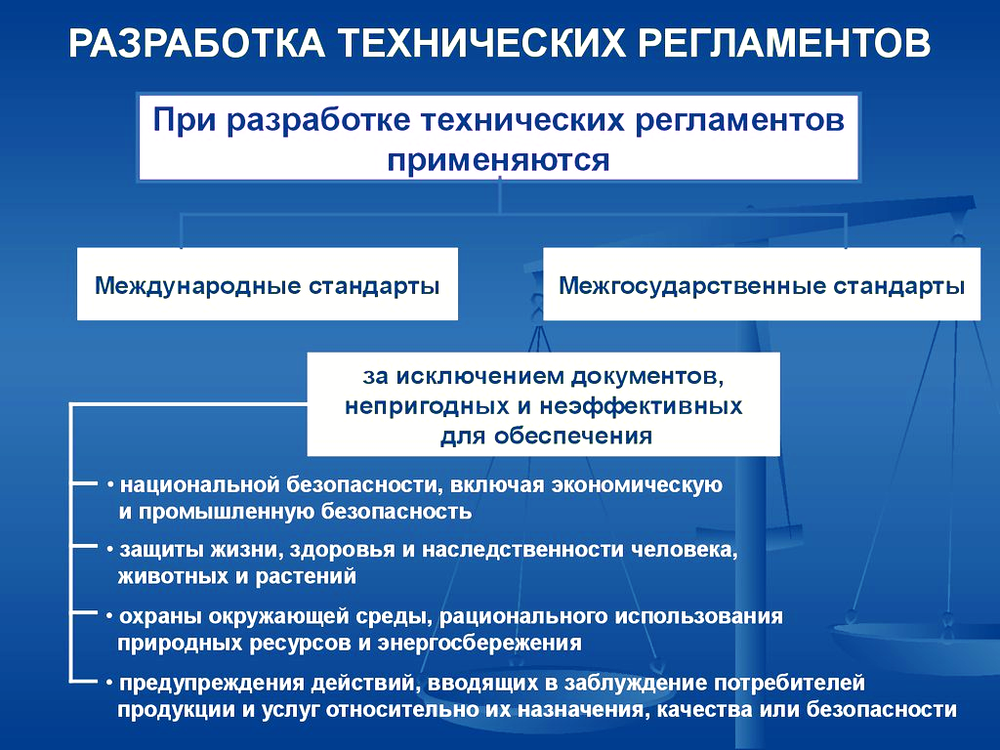 РАЗРАБОТКА ТЕХНИЧЕСКИХ РЕГЛАМЕНТОВ
При разработке технических регламентов
применяются
Международные стандарты
Межгосударственные стандарты
за исключением документов,
непригодных и неэффективных
для обеспечения
• национальной безопасности, включая экономическую
и промышленную безопасность
• защиты жизни, здоровья и наследственности человека,
животных и растений
• охраны окружающей среды, рационального использования
природных ресурсов и энергосбережения
• предупреждения действий, вводящих в заблуждение потребителей
продукции и услуг относительно их назначения, качества или безопасности